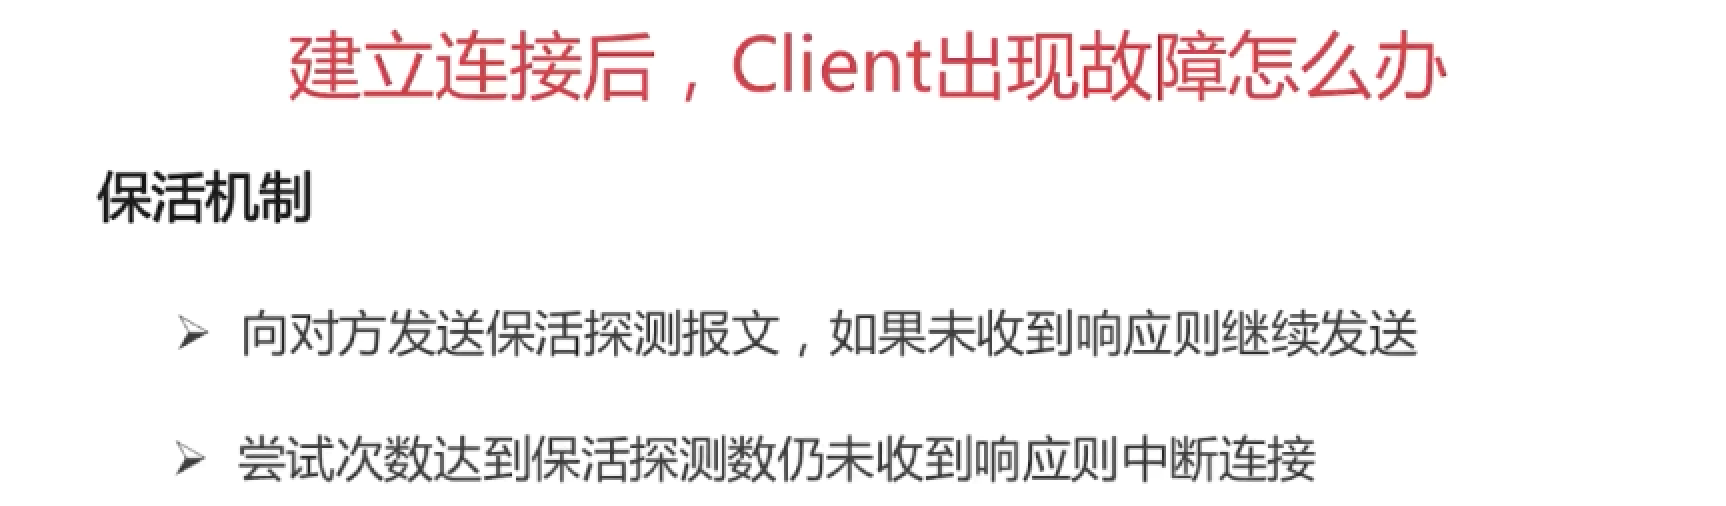 建立连接后，Client出现故障怎么办
保活机制
➢ 向对方发送保活探测报文，如果未收到响应则继续发送
➢ 尝试次数达到保活探测数仍未收到响应则中断连接